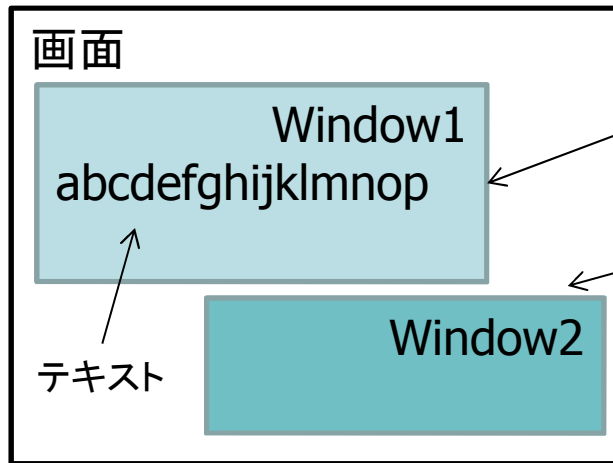 画面
Window1
abcdefghijklmnop
Window2
テキスト